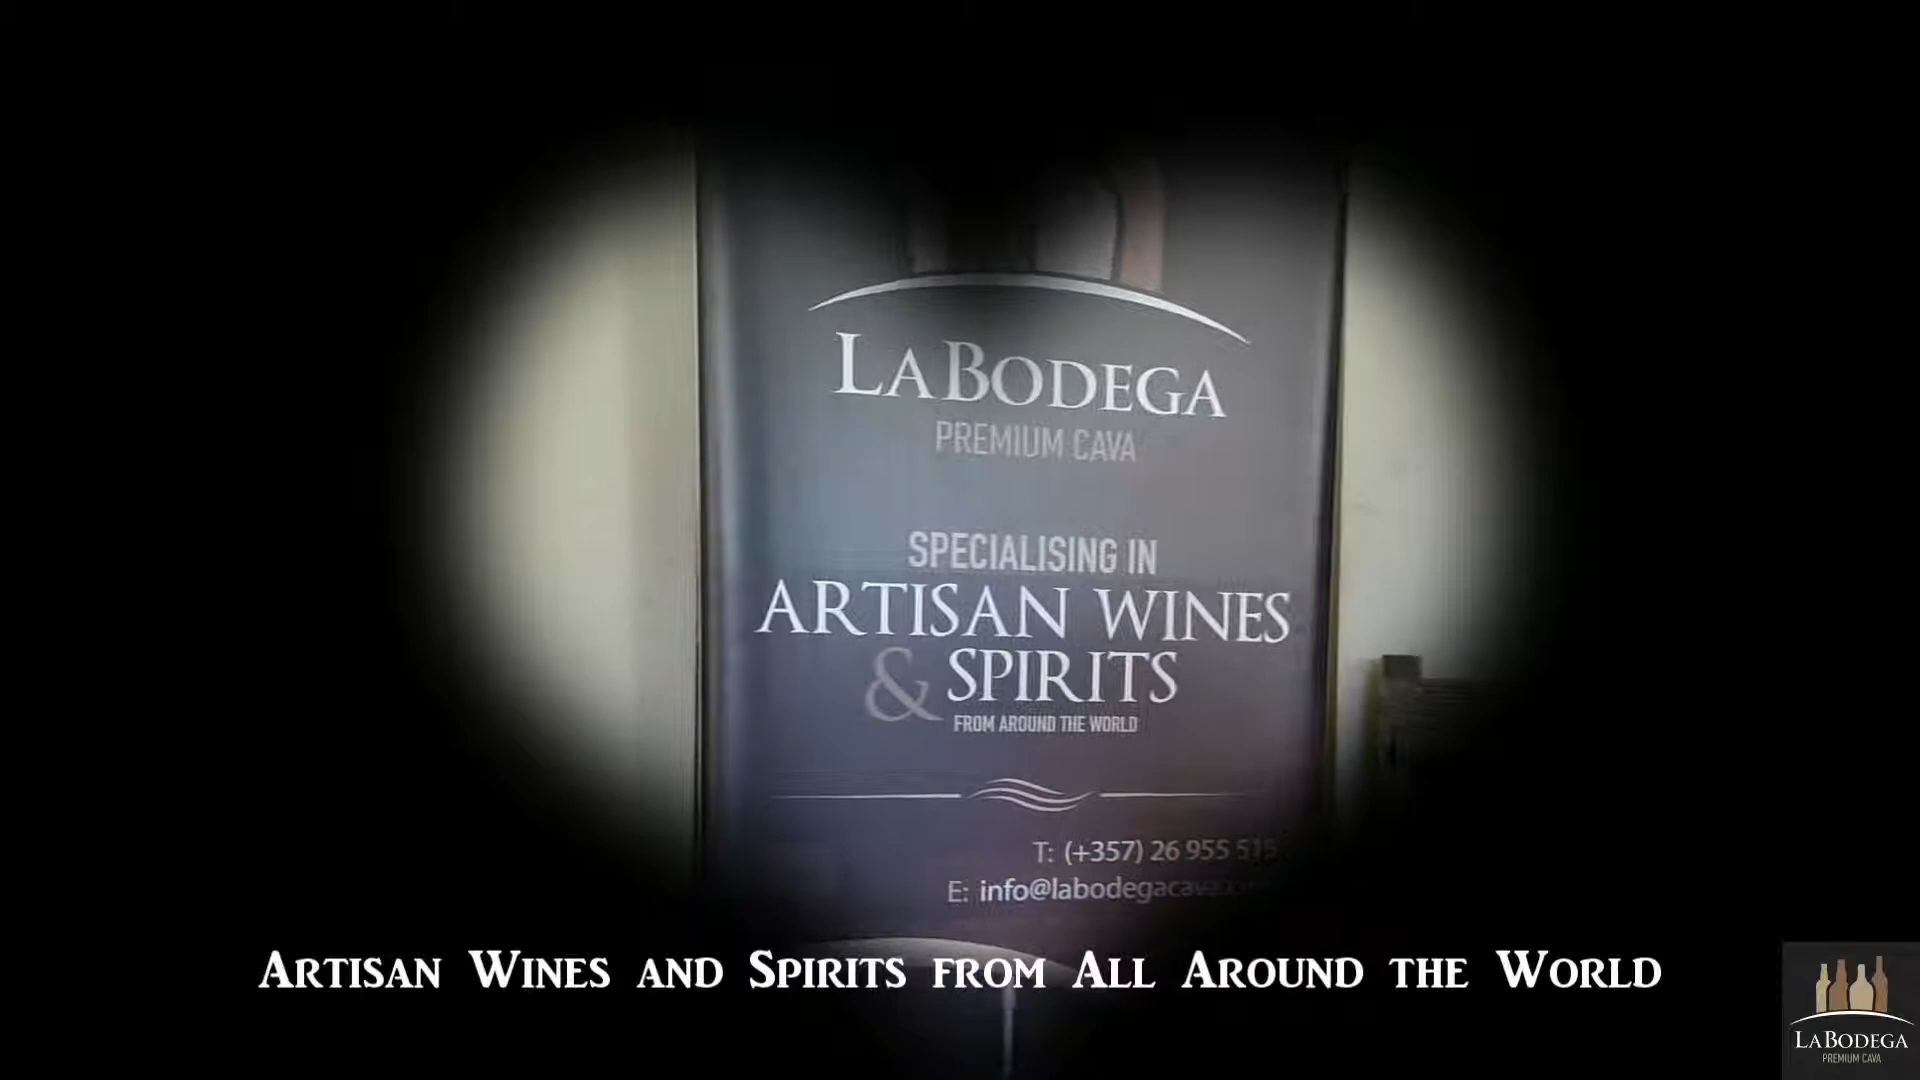 LABODEGA
PREMIUM CAVA
SPECIALISING IN
ARTISAN WINES
& SPIRITS
FROM AROUND THE WORLD
T: (+357) 26 955 515
E: info@labodegacava
ARTISAN WINES AND SPIRITS FROM ALL AROUND THE WORLD
LABODEGA
PREMIUM CAVA